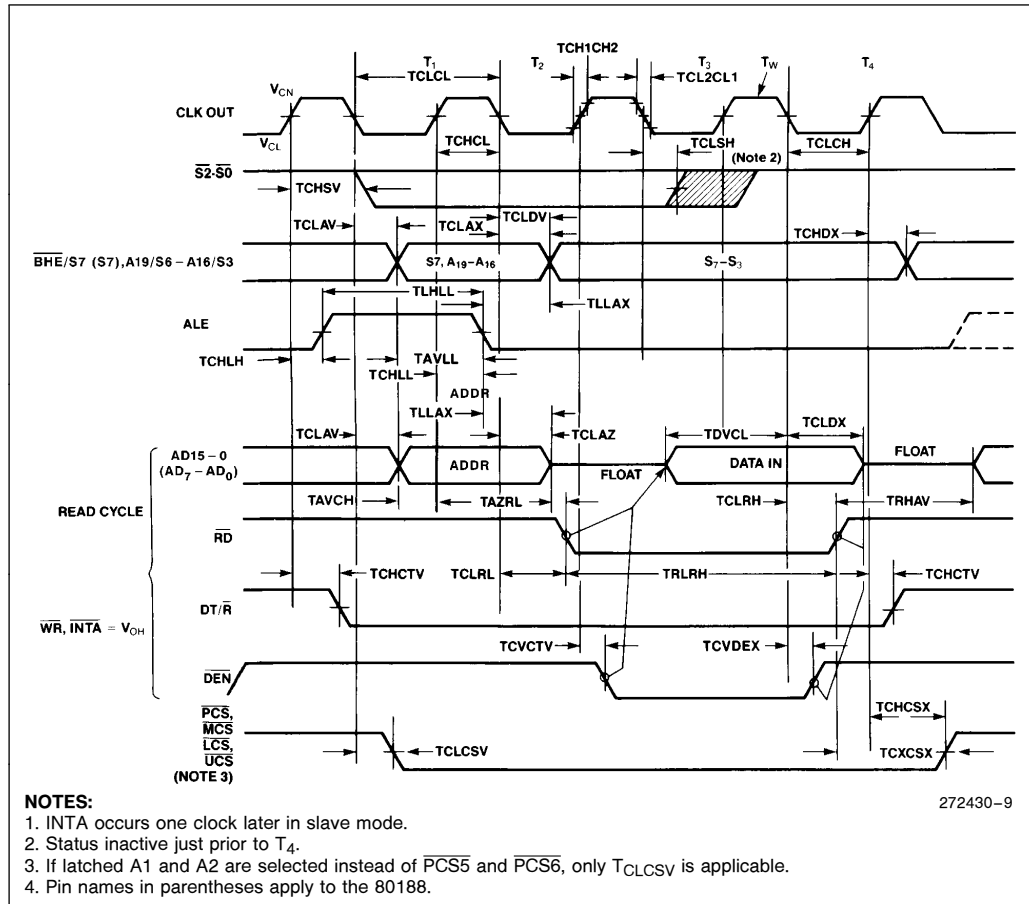 TCH1CH2
T1 T2 T3 TW T4
TCLCL TCL2CL1
VCN
CLK OUT
VCL
TCHCL TCLSH TCLCH
(Note 2)
S2-S0
TCHSV
TCLAV TCLAX TCLDV TCHDX
BHE/S7 (S7),A19/S6 – A16/S3 S7, A19–A16 S7–S3
TLHLL TLLAX
ALE
TCHLH TAVLL
TCHLL
ADDR
TLLAX
TCLAV TCLAZ TDVCL TCLDX
AD15 – 0
(AD7 – AD0)
ADDR FLOAT DATA IN FLOAT
TAVCH TAZRL TCLRH TRHAV
READ CYCLE
RD
TCHCTV TCLRL TRLRH TCHCTV
DT/R
WR, INTA = VOH
TCVCTV TCVDEX
DEN
PCS,
MCS
LCS,
UCS
(NOTE 3)
TCHCSX
TCLCSV TCXCSX
NOTES:
272430–9
1. INTA occurs one clock later in slave mode.
2. Status inactive just prior to T4.
3. If latched A1 and A2 are selected instead of PCS5 and PCS6, only TCLCSV is applicable.
4. Pin names in parentheses apply to the 80188.